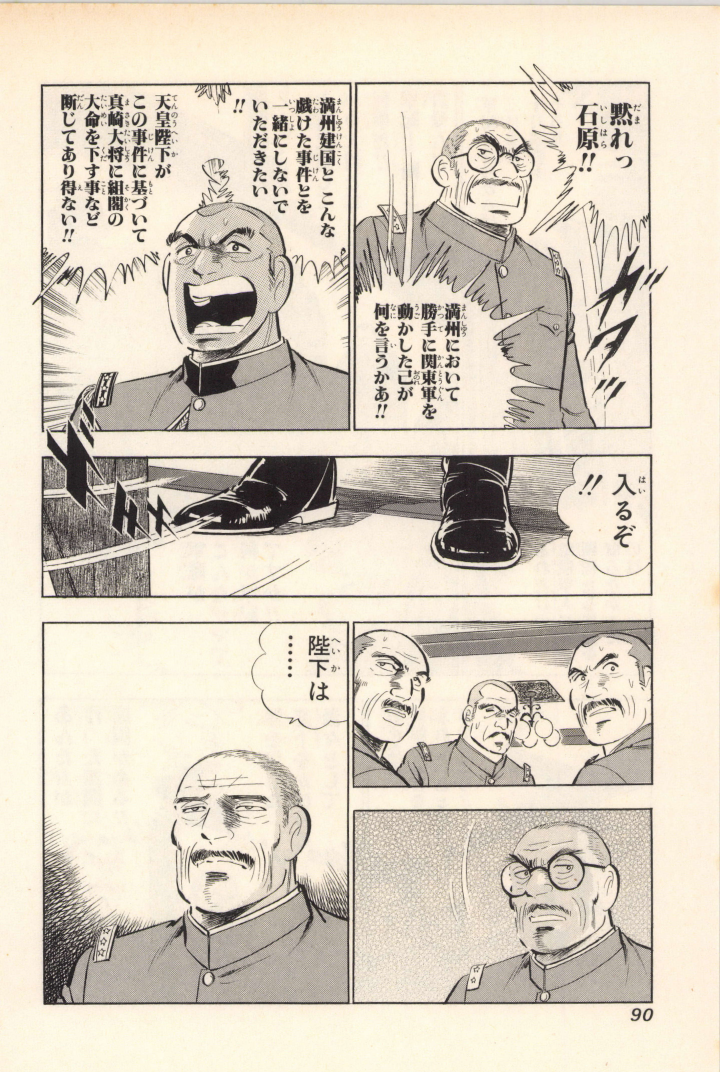 黙れっ
石原!!
満州において
勝手に関東軍を
動かした己が
何を言うかあ!!
ガタッ
満州建国と こんな
戯けた事件とを
一緒にしないで
いただきたい
!!
天皇陛下が
この事件に基づいて
真崎大将に組閣の
大命を下す事など
断じてあり得ない!!
入るぞ
!!
陛下は
……
90